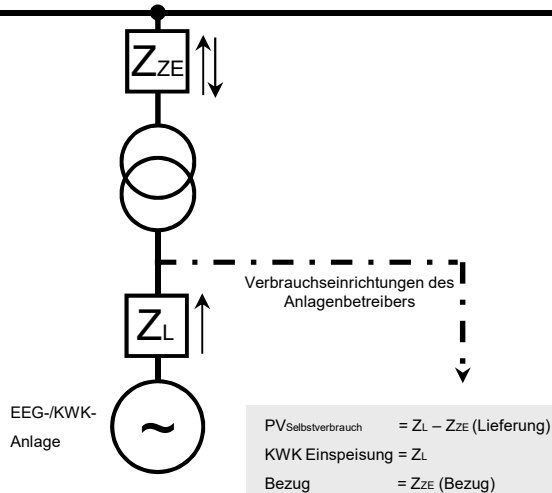 ZZE
Verbrauchseinrichtungen des
Anlagenbetreibers
ZL
EEG-/KWK-
Anlage
~
PVSelbstverbrauch = ZL – ZZE (Lieferung)
KWK Einspeisung = ZL
Bezug = ZZE (Bezug)